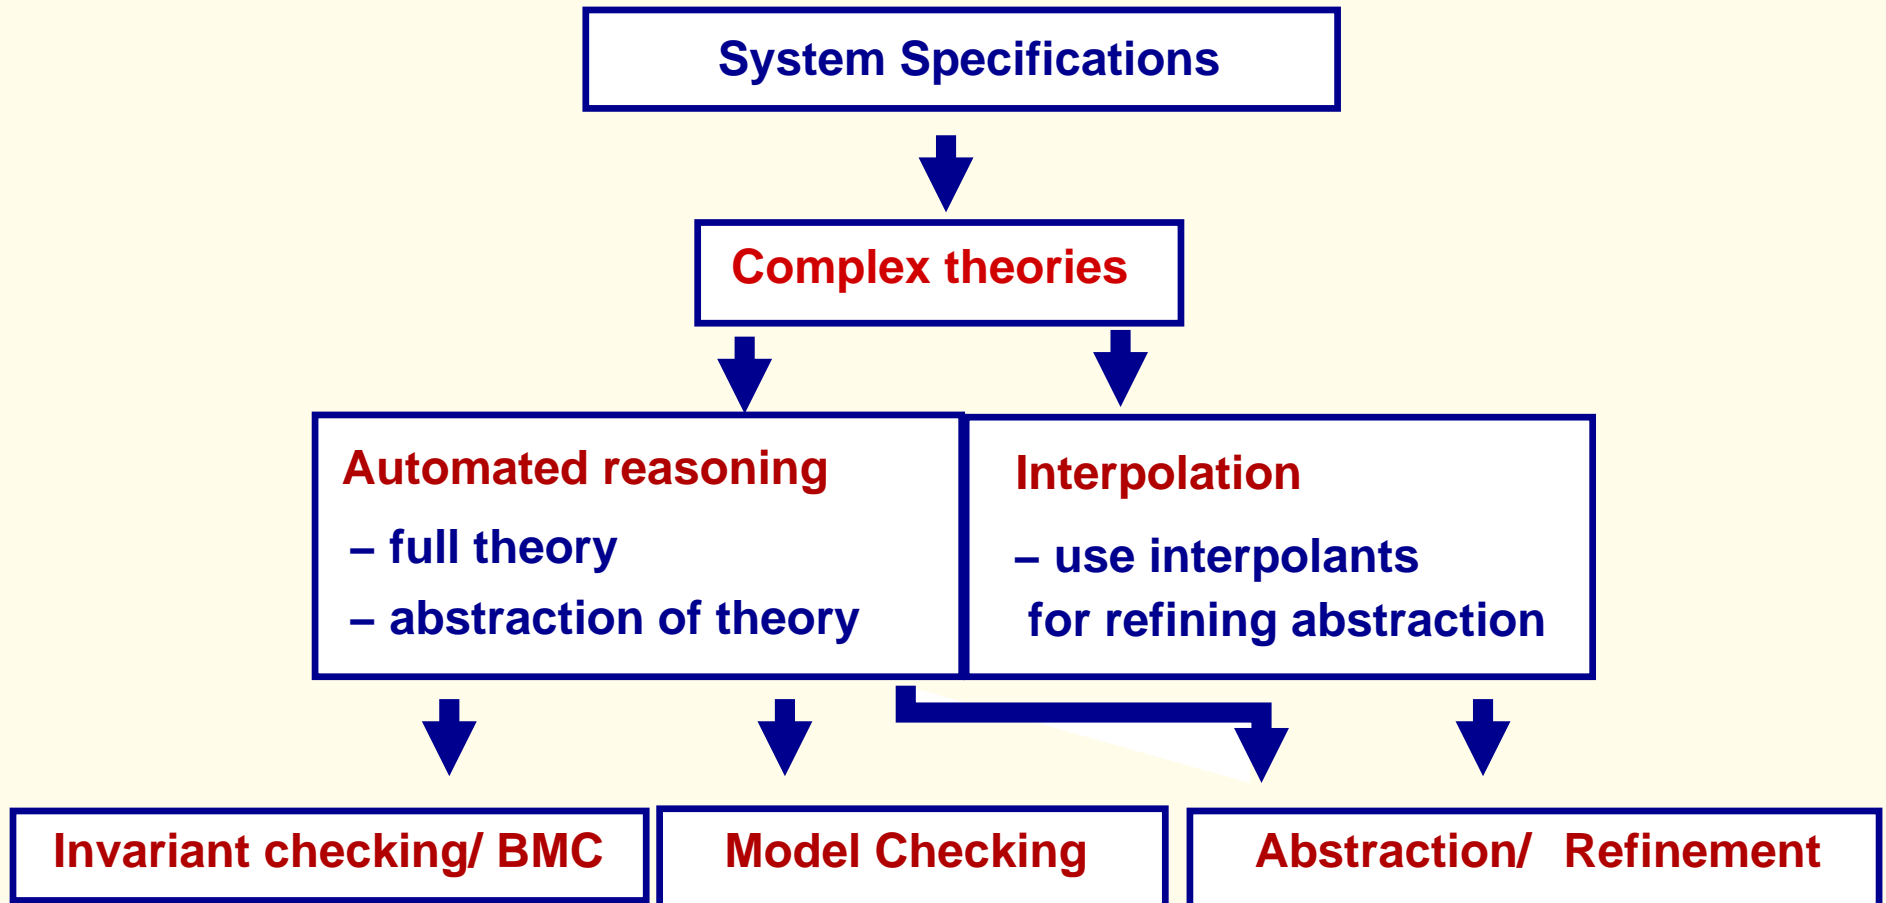 System Specifications
Complex theories
Automated reasoning
– full theory
– abstraction of theory
Interpolation
– use interpolants
for refining abstraction
Invariant checking/ BMC
Model Checking
Abstraction/ Refinement